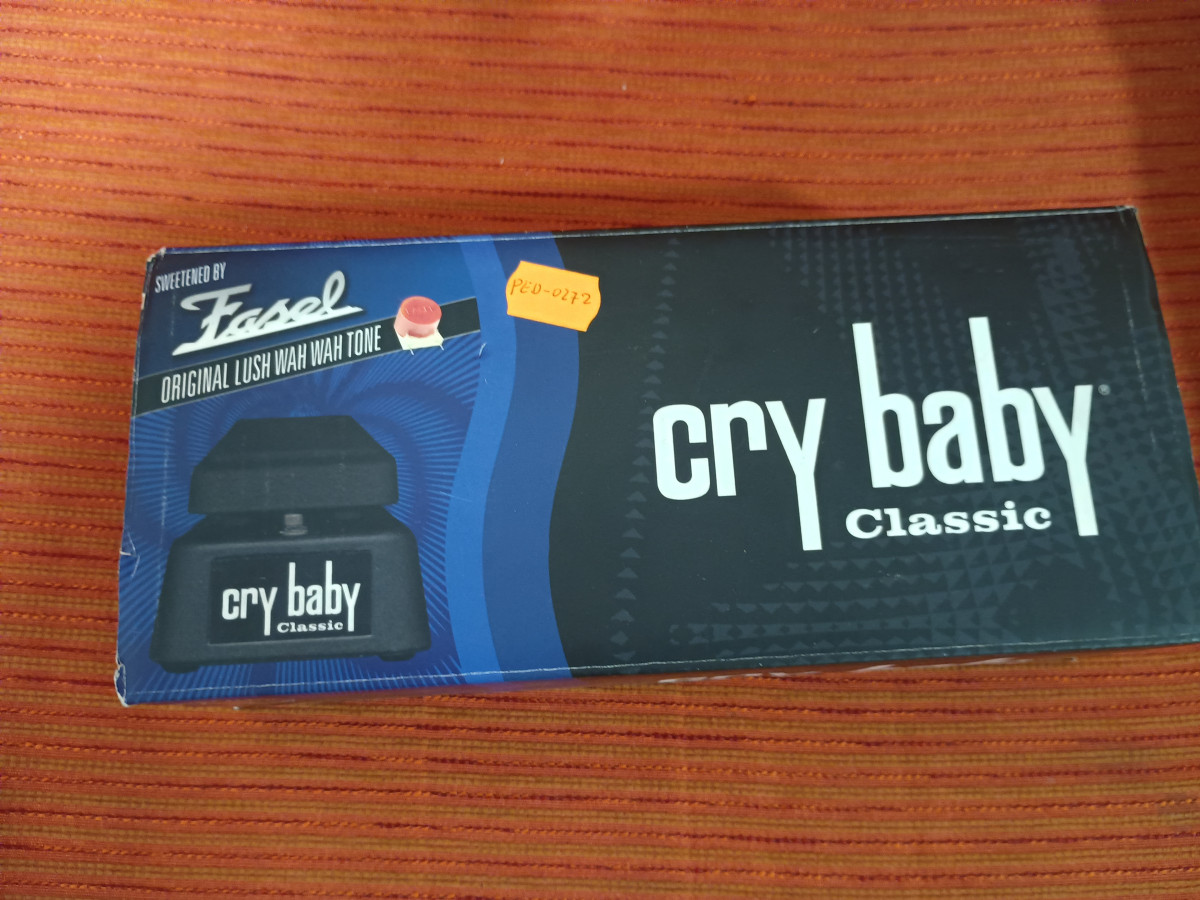 SWEETENED BY
Fasel
ORIGINAL LUSH WAH WAH TONE
PED-0272
cry baby
Classic
cry baby
Classic